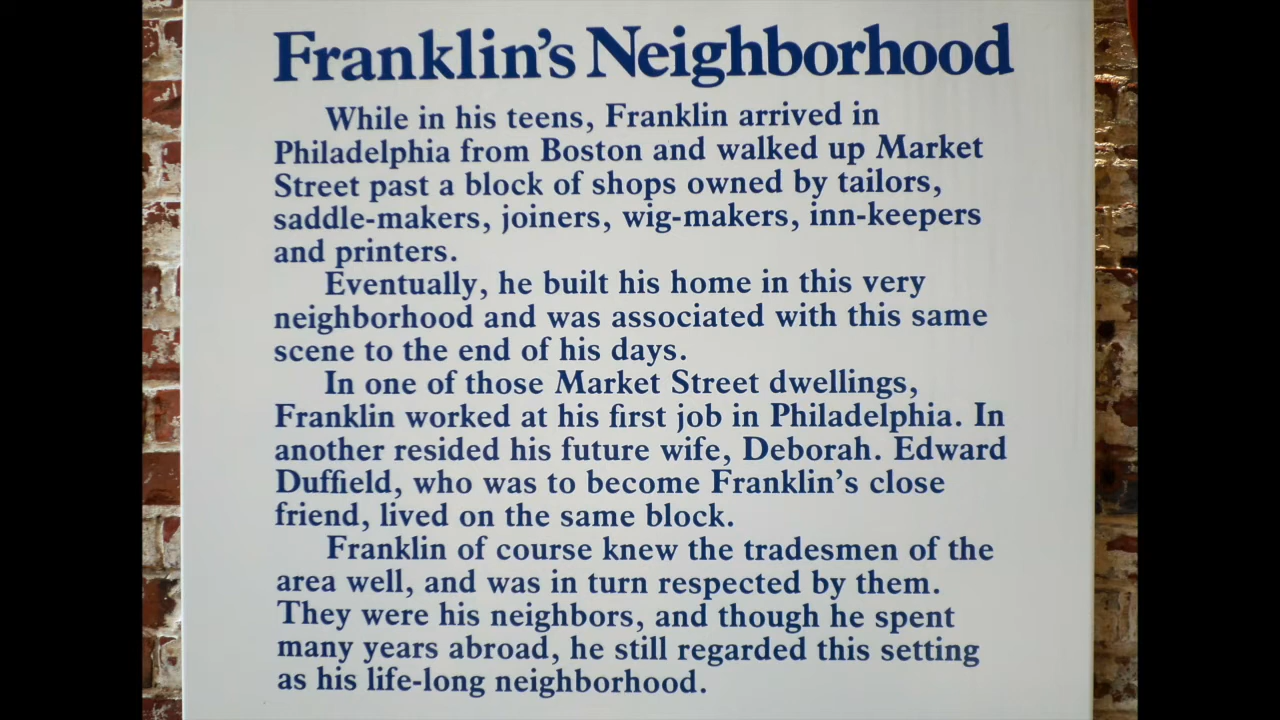 Franklin's Neighborhood
While in his teens, Franklin arrived in
Philadelphia from Boston and walked up Market
Street past a block of shops owned by tailors,
saddle-makers, joiners, wig-makers, inn-keepers
and printers.
Eventually, he built his home in this very
neighborhood and was associated with this same
scene to the end of his days.
In one of those Market Street dwellings,
Franklin worked at his first job in Philadelphia. In
another resided his future wife, Deborah. Edward
Duffield, who was to become Franklin's close
friend, lived on the same block.
Franklin of course knew the tradesmen of the
area well, and was in turn respected by them.
They were his neighbors, and though he spent
many years abroad, he still regarded this setting
as his life-long neighborhood.